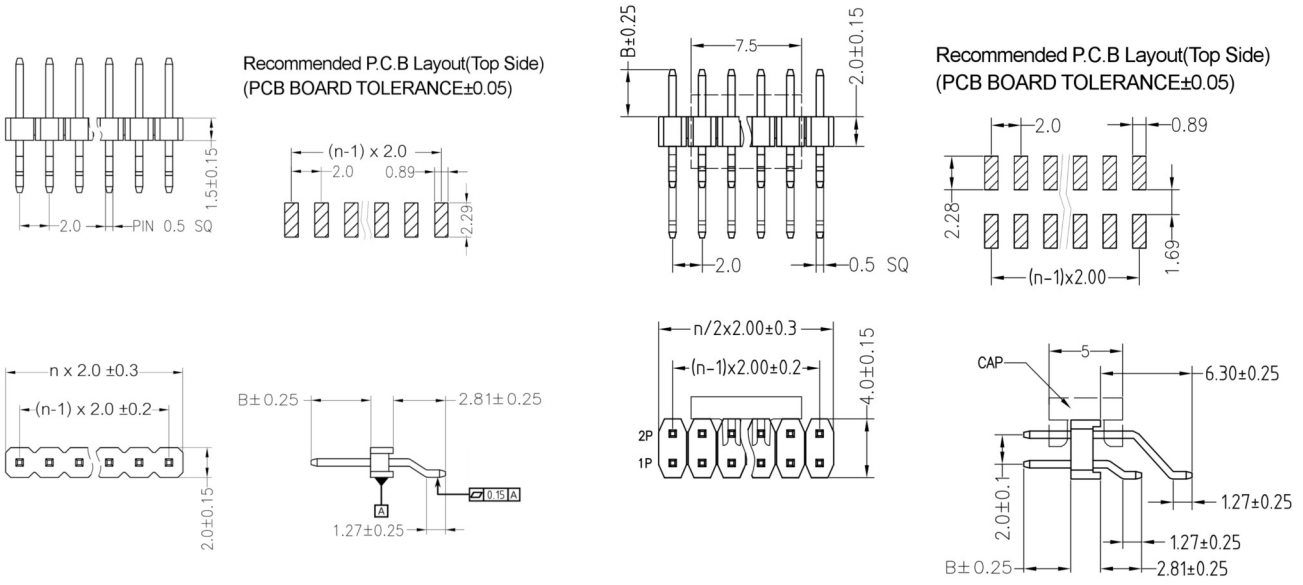 Recommended P.C.B Layout(Top Side)
(PCB BOARD TOLERANCE±0.05)
(n-1) x 2.0
2.0
0.89
2.29
1.5±0.15
2.0
PIN 0.5 SQ
n x 2.0 ±0.3
(n-1) x 2.0 ±0.2
2.0±0.15
B±0.25
2.81±0.25
0.15 A
A
1.27±0.25
B±0.25
7.5
2.0±0.15
2.0
0.5 SQ
Recommended P.C.B Layout(Top Side)
(PCB BOARD TOLERANCE±0.05)
2.0
0.89
2.28
1.69
(n-1)x2.00
n/2x2.00±0.3
(n-1)x2.00±0.2
4.0±0.15
2P
1P
5
CAP
6.30±0.25
2.0±0.1
1.27±0.25
1.27±0.25
B±0.25
2.81±0.25